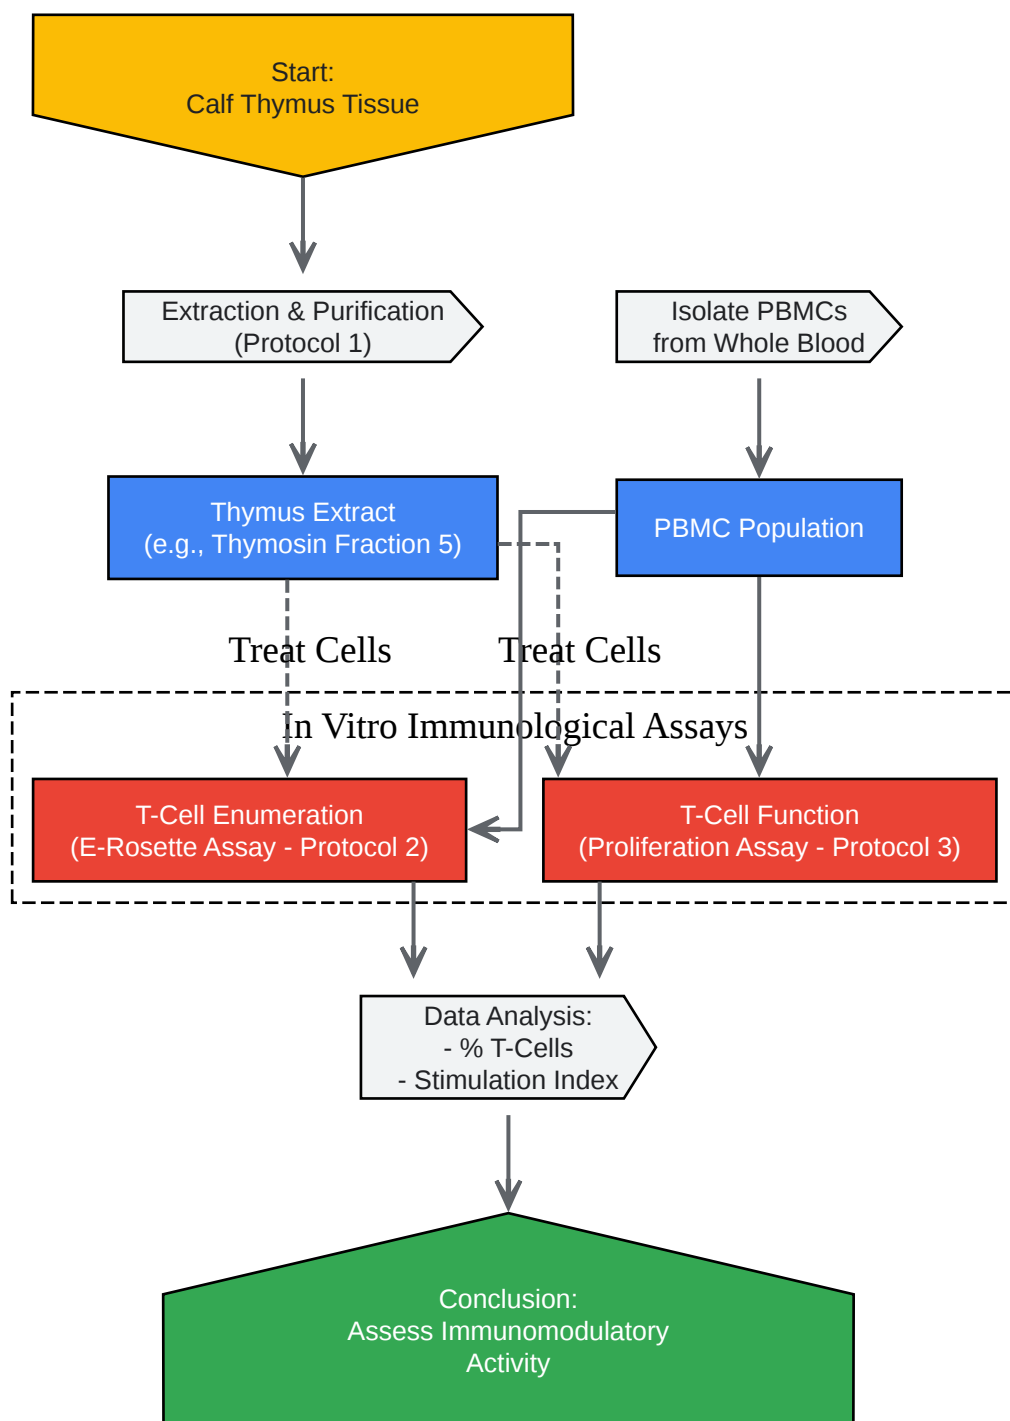 Start:
Calf Thymus Tissue
Extraction & Purification
(Protocol 1)
Isolate PBMCs
from Whole Blood
Thymus Extract
(e.g., Thymosin Fraction 5)
PBMC Population
Treat Cells
Treat Cells
In Vitro Immunological Assays
T-Cell Enumeration
(E-Rosette Assay - Protocol 2)
T-Cell Function
(Proliferation Assay - Protocol 3)
Data Analysis:
- % T-Cells
- Stimulation Index
Conclusion:
Assess Immunomodulatory
Activity